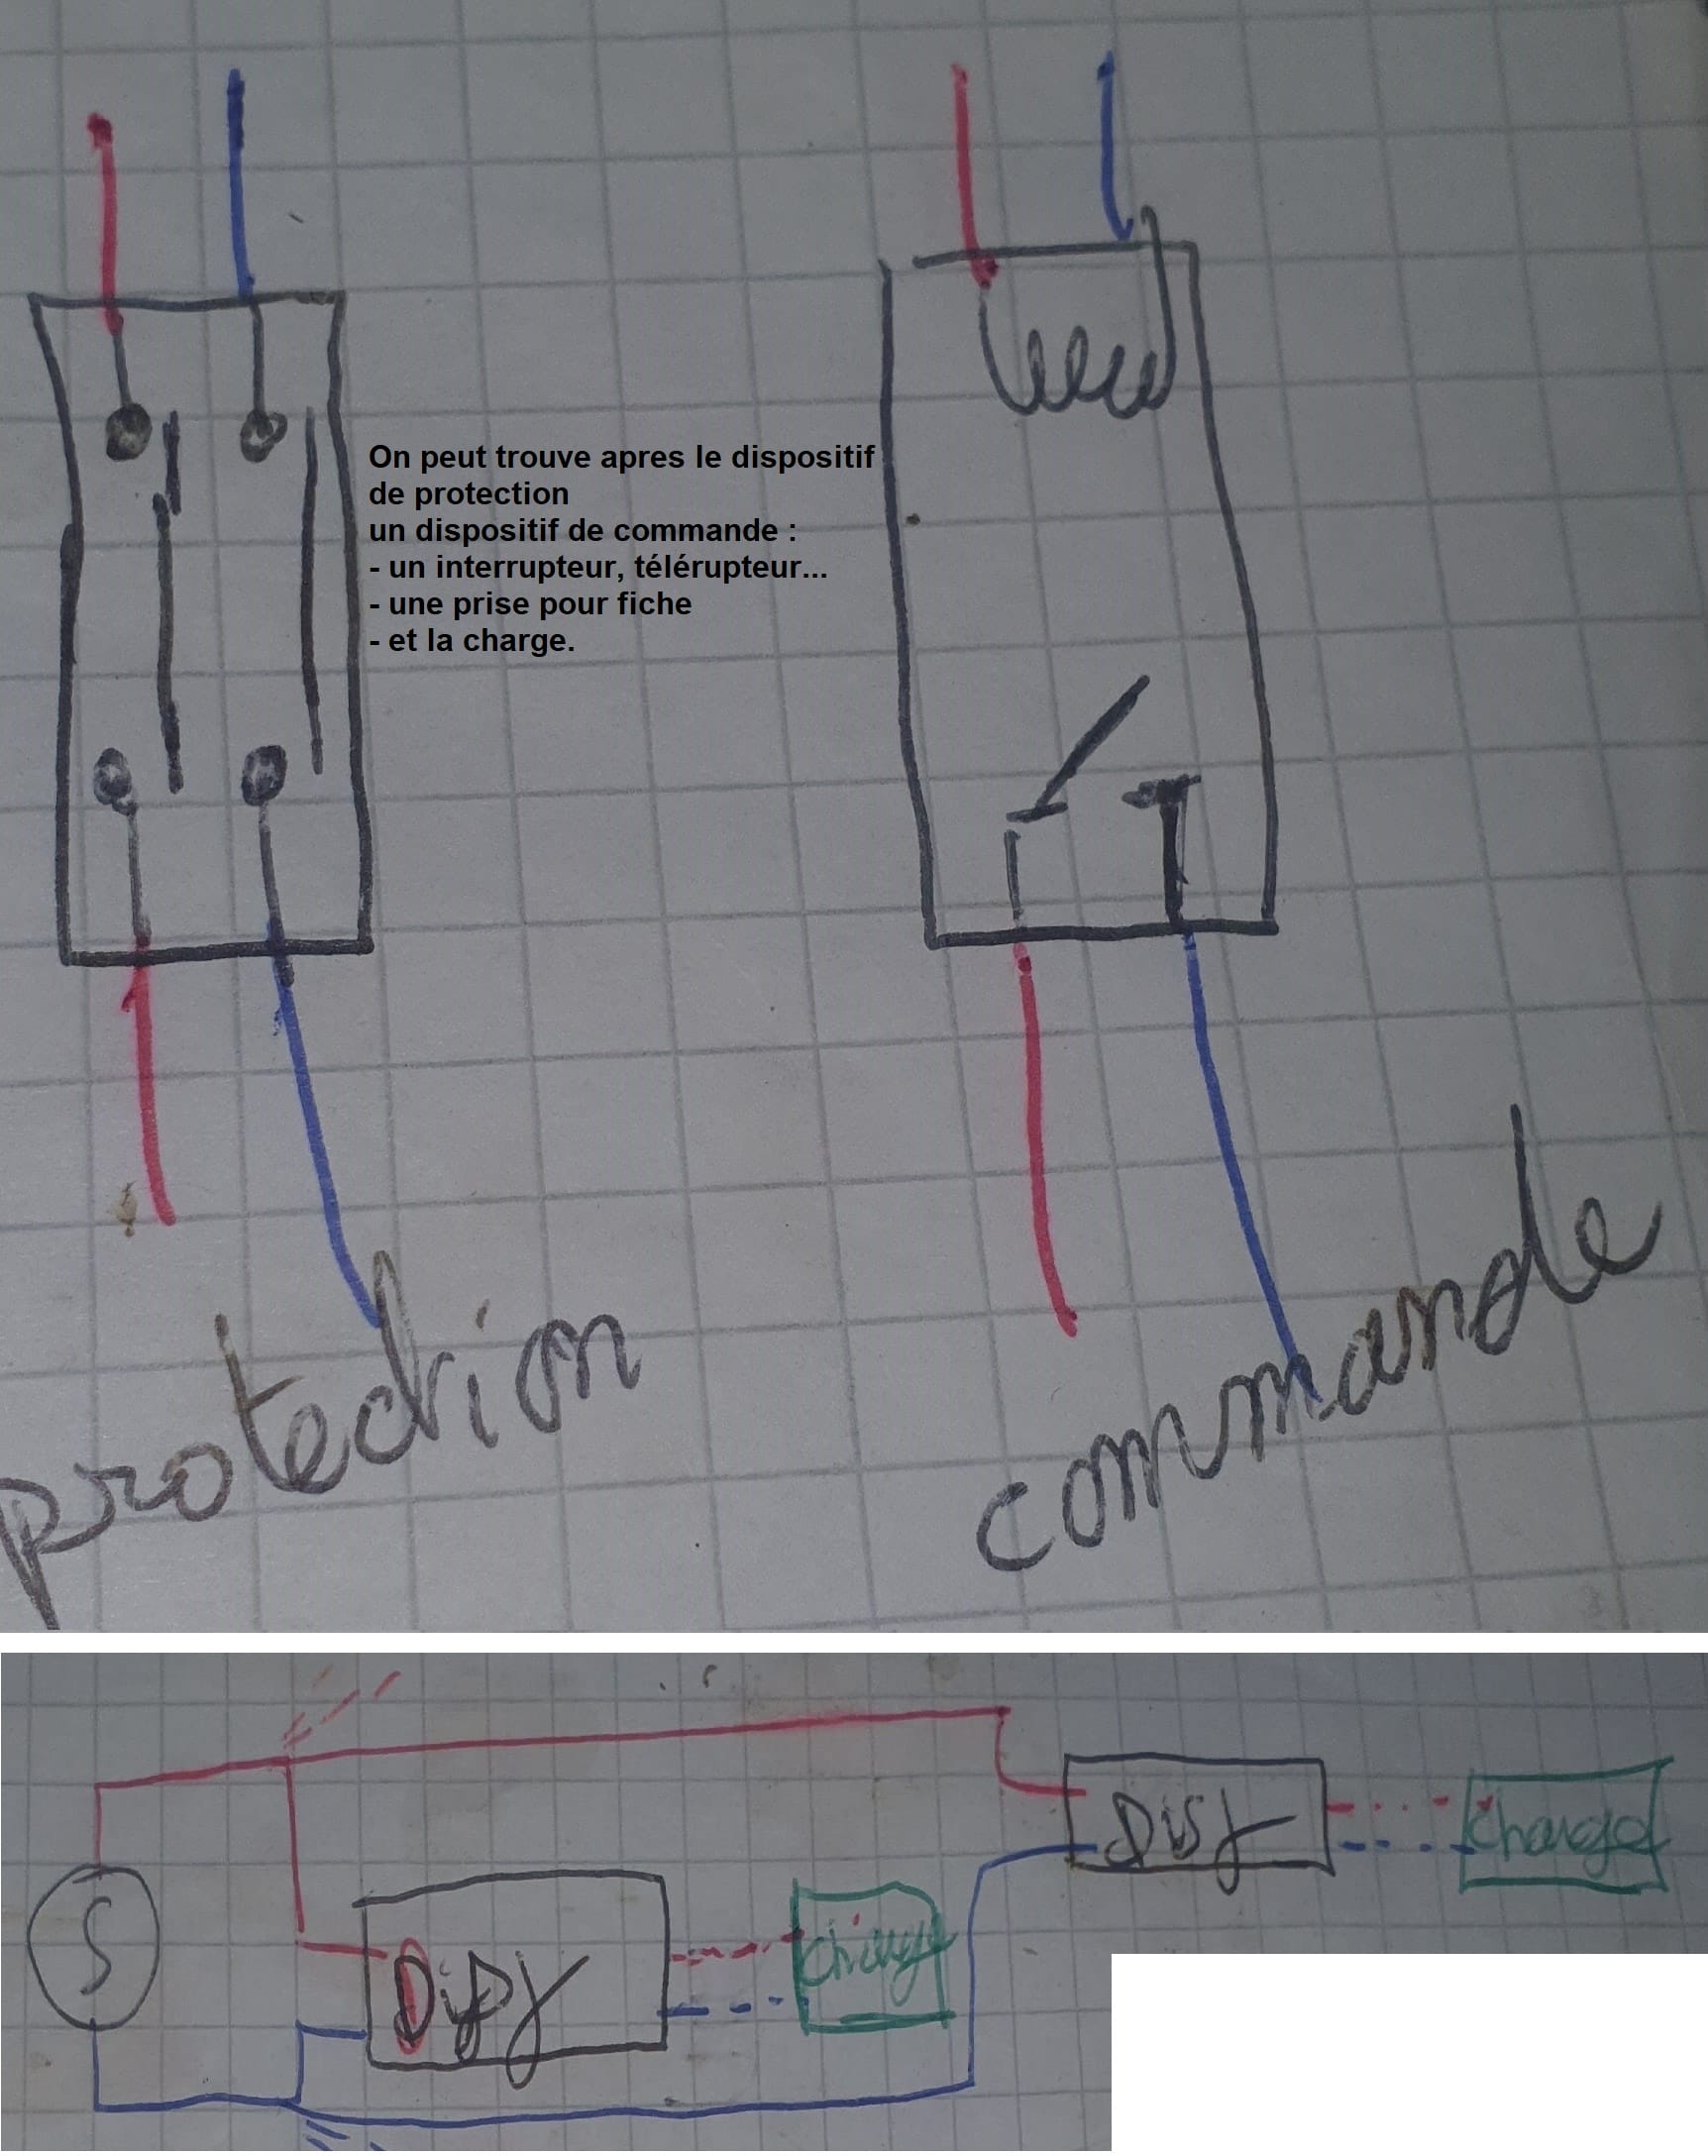 On peut trouve apres le dispositif
de protection
un dispositif de commande :
- un interrupteur, télérupteur...
- une prise pour fiche
- et la charge.
protection
commande
Disj
charge
S
charge